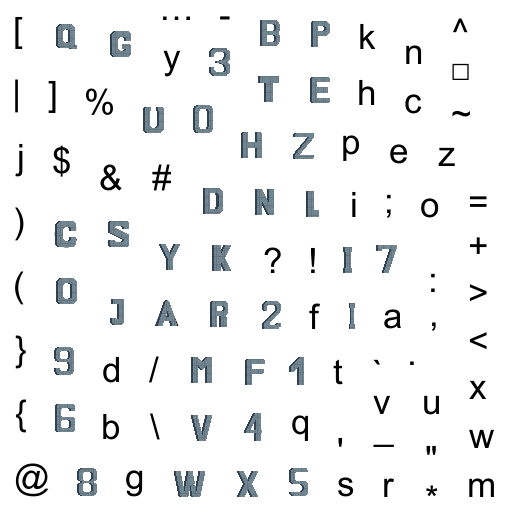 [ Q G … - B P k n ^
y 3 □
| ] % U O T E h c ~
j $ & # H Z p e z
) C S D N L i ; o =
Y K ? ! I 7 +
( O J A R 2 f I a : , >
} 9 d / M F 1 t ` . <
{ 6 b \ V 4 q ' _ v u " x w
@ 8 g W X 5 s r * m